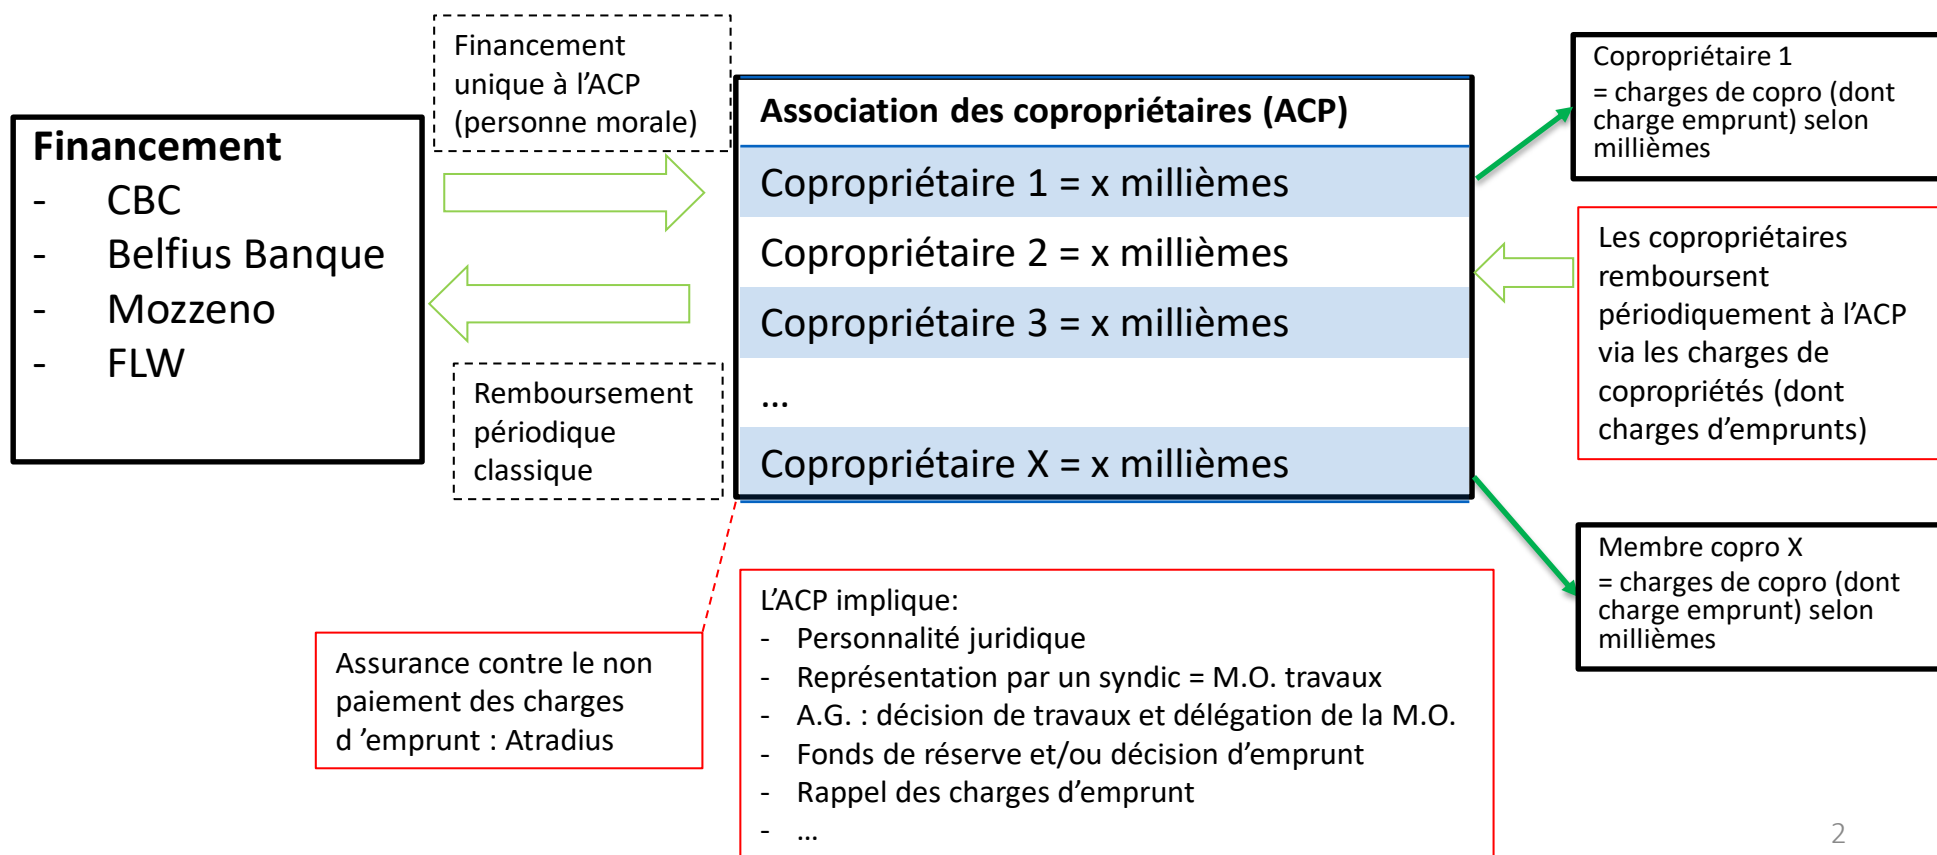 Financement
unique à l’ACP
(personne morale)
Financement
- CBC
- Belfius Banque
- Mozzeno
- FLW
Remboursement
périodique
classique
Association des copropriétaires (ACP)
Copropriétaire 1 = x millièmes
Copropriétaire 2 = x millièmes
Copropriétaire 3 = x millièmes
...
Copropriétaire X = x millièmes
Copropriétaire 1
= charges de copro (dont
charge emprunt) selon
millièmes
Les copropriétaires
remboursent
périodiquement à l’ACP
via les charges de
copropriétés (dont
charges d’emprunts)
Membre copro X
= charges de copro (dont
charge emprunt) selon
millièmes
Assurance contre le non
paiement des charges
d ’emprunt : Atradius
L’ACP implique:
- Personnalité juridique
- Représentation par un syndic = M.O. travaux
- A.G. : décision de travaux et délégation de la M.O.
- Fonds de réserve et/ou décision d’emprunt
- Rappel des charges d’emprunt
- ...
2